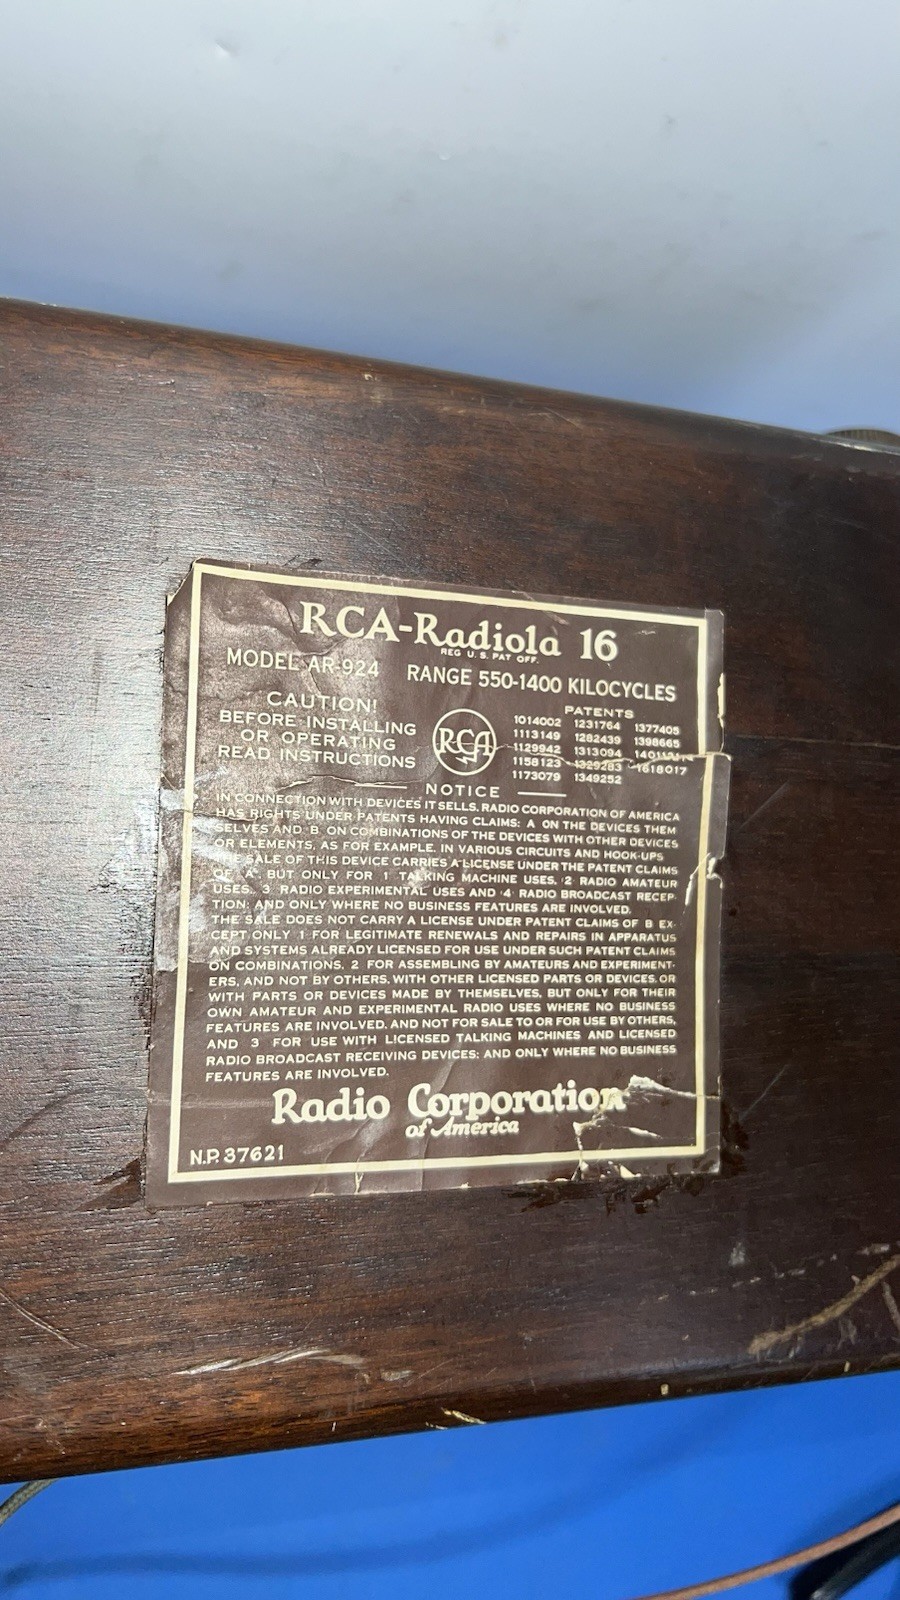 RCA-Radiola 16
REG. U.S. PAT. OFF.
MODEL AR-924 RANGE 550-1400 KILOCYCLES
CAUTION!
BEFORE INSTALLING
OR OPERATING
READ INSTRUCTIONS
RCA
PATENTS
1014002 1231764 1377405
1113149 1282439 1398665
1129942 1313094
1158123 1329283 1618017
1173079 1349252
NOTICE
IN CONNECTION WITH DEVICES IT SELLS, RADIO CORPORATION OF AMERICA
HAS RIGHTS UNDER PATENTS HAVING CLAIMS: A ON THE DEVICES THEM
SELVES AND B ON COMBINATIONS OF THE DEVICES WITH OTHER DEVICES
OR ELEMENTS, AS FOR EXAMPLE, IN VARIOUS CIRCUITS AND HOOK-UPS
THE SALE OF THIS DEVICE CARRIES A LICENSE UNDER THE PATENT CLAIMS
OF A, BUT ONLY FOR 1 TALKING MACHINE USES, 2 RADIO AMATEUR
USES, 3 RADIO EXPERIMENTAL USES AND 4 RADIO BROADCAST RECEP-
TION: AND ONLY WHERE NO BUSINESS FEATURES ARE INVOLVED.
THE SALE DOES NOT CARRY A LICENSE UNDER PATENT CLAIMS OF B EX-
CEPT ONLY 1 FOR LEGITIMATE RENEWALS AND REPAIRS IN APPARATUS
AND SYSTEMS ALREADY LICENSED FOR USE UNDER SUCH PATENT CLAIMS
ON COMBINATIONS. 2 FOR ASSEMBLING BY AMATEURS AND EXPERIMENT-
ERS, AND NOT BY OTHERS, WITH OTHER LICENSED PARTS OR DEVICES, OR
WITH PARTS OR DEVICES MADE BY THEMSELVES, BUT ONLY FOR THEIR
OWN AMATEUR AND EXPERIMENTAL RADIO USES WHERE NO BUSINESS
FEATURES ARE INVOLVED, AND NOT FOR SALE TO OR FOR USE BY OTHERS,
AND 3 FOR USE WITH LICENSED TALKING MACHINES AND LICENSED
RADIO BROADCAST RECEIVING DEVICES: AND ONLY WHERE NO BUSINESS
FEATURES ARE INVOLVED.
Radio Corporation
of America
N.P. 37621